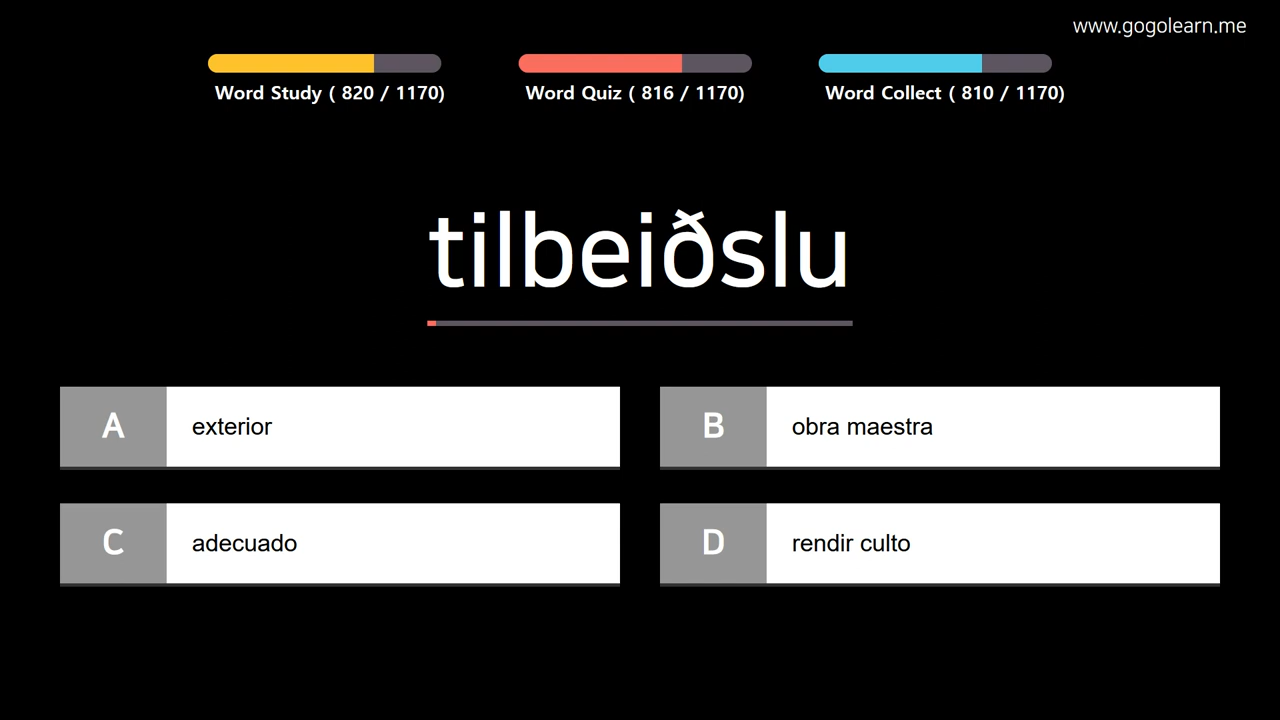 www.gogolearn.me
Word Study ( 820 / 1170)
Word Quiz ( 816 / 1170)
Word Collect ( 810 / 1170)
tilbeiðslu
A exterior
B obra maestra
C adecuado
D rendir culto